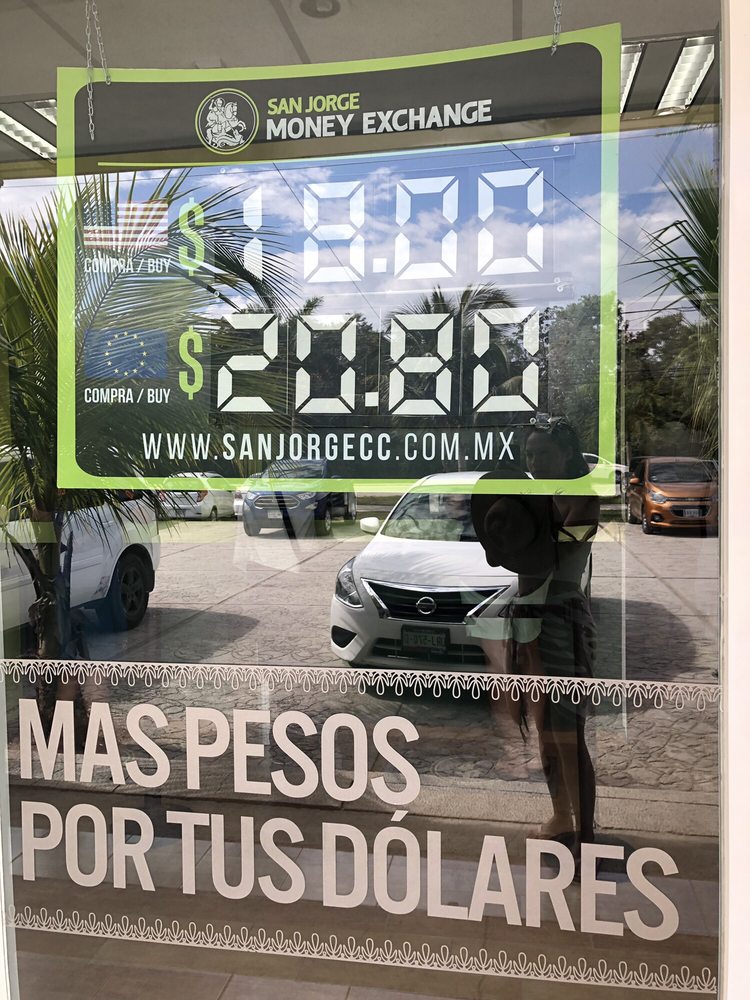 SAN JORGE
MONEY EXCHANGE
COMPRA / BUY $ 18.00
COMPRA / BUY $ 20.80
WWW.SANJORGECC.COM.MX
MAS PESOS
POR TUS DÓLARES